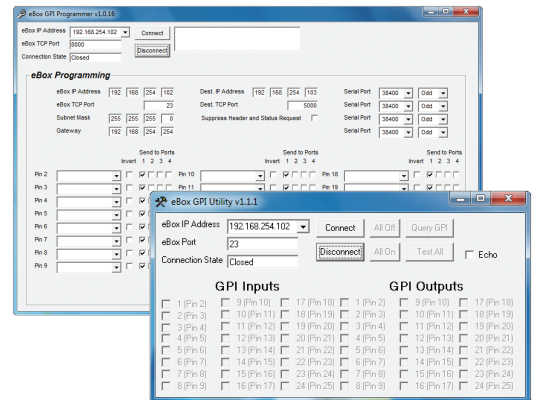 eBox GPI Programmer v1.0.16
eBox IP Address 192.168.254.102 Connect
eBox TCP Port 8000 Disconnect
Connection State Closed
eBox Programming
eBox IP Address 192 168 254 102 Dest. IP Address 192 168 254 103 Serial Port 38400 Odd
eBox TCP Port 23 Dest. TCP Port 5000 Serial Port 38400 Odd
Subnet Mask 255 255 255 0 Suppress Header and Status Request Serial Port 38400 Odd
Gateway 192 168 254 254 Serial Port 38400 Odd
Send to Ports Send to Ports Send to Ports
Invert 1 2 3 4 Invert 1 2 3 4 Invert 1 2 3 4
Pin 2 Pin 10 Pin 18
Pin 3 Pin 11 Pin 19
Pin 4
Pin 5
Pin 6
Pin 7
Pin 8
Pin 9
eBox GPI Utility v1.1.1
eBox IP Address 192.168.254.102 Connect All Off Query GPI
eBox Port 23 Disconnect All On Test All Echo
Connection State Closed
GPI Inputs GPI Outputs
1 (Pin 2) 9 (Pin 10) 17 (Pin 18) 1 (Pin 2) 9 (Pin 10) 17 (Pin 18)
2 (Pin 3) 10 (Pin 11) 18 (Pin 19) 2 (Pin 3) 10 (Pin 11) 18 (Pin 19)
3 (Pin 4) 11 (Pin 12) 19 (Pin 20) 3 (Pin 4) 11 (Pin 12) 19 (Pin 20)
4 (Pin 5) 12 (Pin 13) 20 (Pin 21) 4 (Pin 5) 12 (Pin 13) 20 (Pin 21)
5 (Pin 6) 13 (Pin 14) 21 (Pin 22) 5 (Pin 6) 13 (Pin 14) 21 (Pin 22)
6 (Pin 7) 14 (Pin 15) 22 (Pin 23) 6 (Pin 7) 14 (Pin 15) 22 (Pin 23)
7 (Pin 8) 15 (Pin 16) 23 (Pin 24) 7 (Pin 8) 15 (Pin 16) 23 (Pin 24)
8 (Pin 9) 16 (Pin 17) 24 (Pin 25) 8 (Pin 9) 16 (Pin 17) 24 (Pin 25)